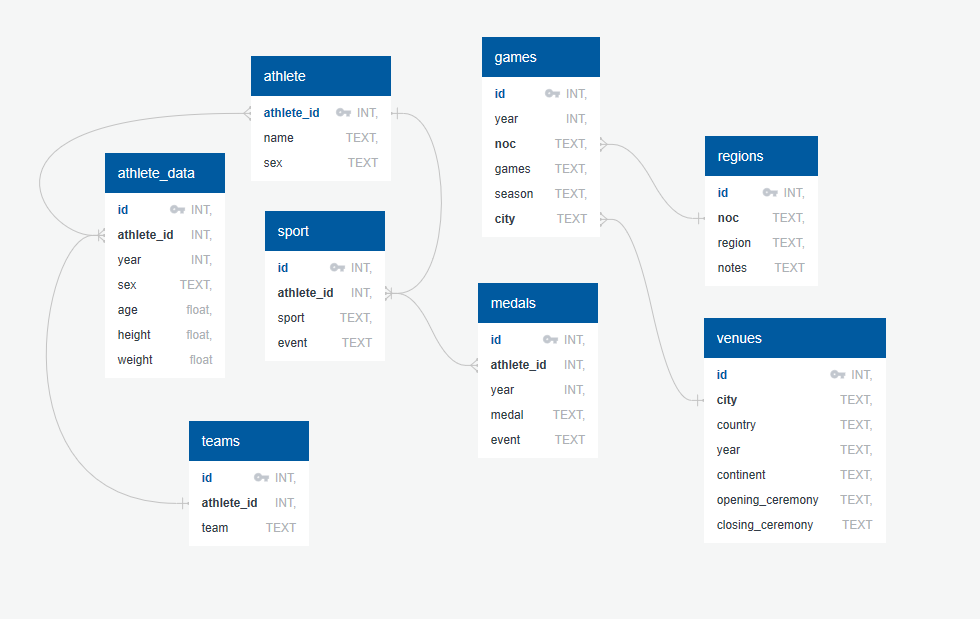 athlete
athlete_id INT,
name TEXT,
sex TEXT
athlete_data
id INT,
athlete_id INT,
year INT,
sex TEXT,
age float,
height float,
weight float
sport
id INT,
athlete_id INT,
sport TEXT,
event TEXT
teams
id INT,
athlete_id INT,
team TEXT
games
id INT,
year INT,
noc TEXT,
games TEXT,
season TEXT,
city TEXT
medals
id INT,
athlete_id INT,
year INT,
medal TEXT,
event TEXT
regions
id INT,
noc TEXT,
region TEXT,
notes TEXT
venues
id INT,
city TEXT,
country TEXT,
year TEXT,
continent TEXT,
opening_ceremony TEXT,
closing_ceremony TEXT